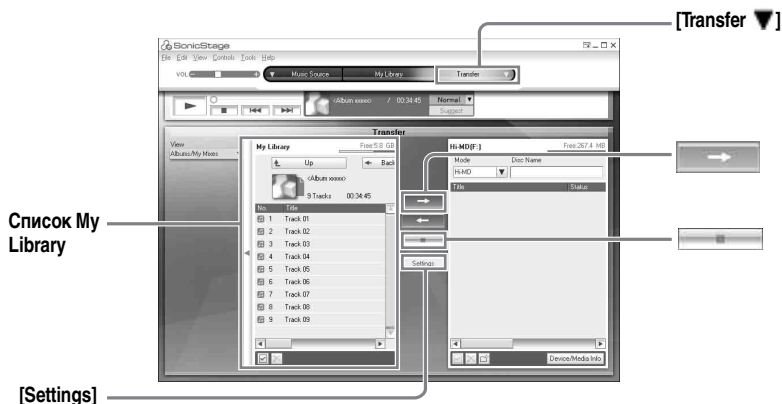 [Transfer ▼]
SonicStage
File Edit View Controls Tools Help
VOL
Music Source
My Library
Transfer
<Album xxxxx> / 00:34:45
Normal
Suggest
Transfer
View
Albums/My Mixes
My Library
Free:5.8 GB
Up
Back
<Album xxxxx>
9 Tracks 00:34:45
No. Title
1 Track 01
2 Track 02
3 Track 03
4 Track 04
5 Track 05
6 Track 06
7 Track 07
8 Track 08
9 Track 09
Settings
Hi-MD[F:]
Free:267.4 MB
Mode
Disc Name
Hi-MD
Title
Status
Device/Media Info
Список My
Library
[Settings]